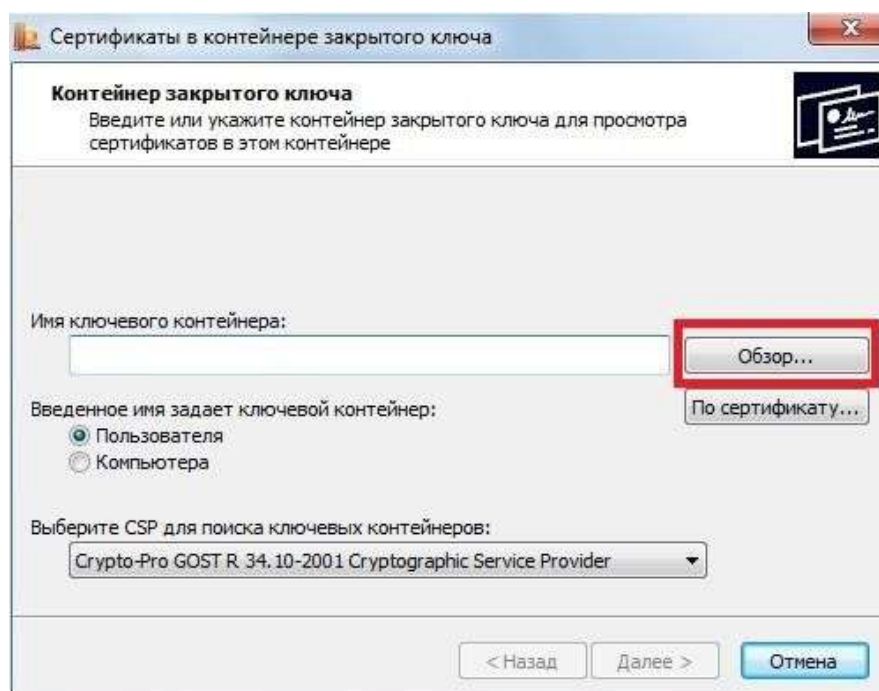 Сертификаты в контейнере закрытого ключа
Контейнер закрытого ключа
Введите или укажите контейнер закрытого ключа для просмотра
сертификатов в этом контейнере
Имя ключевого контейнера:
Обзор...
Введенное имя задает ключевой контейнер:
По сертификату...
Пользователя
Компьютера
Выберите CSP для поиска ключевых контейнеров:
Crypto-Pro GOST R 34.10-2001 Cryptographic Service Provider
< Назад
Далее >
Отмена